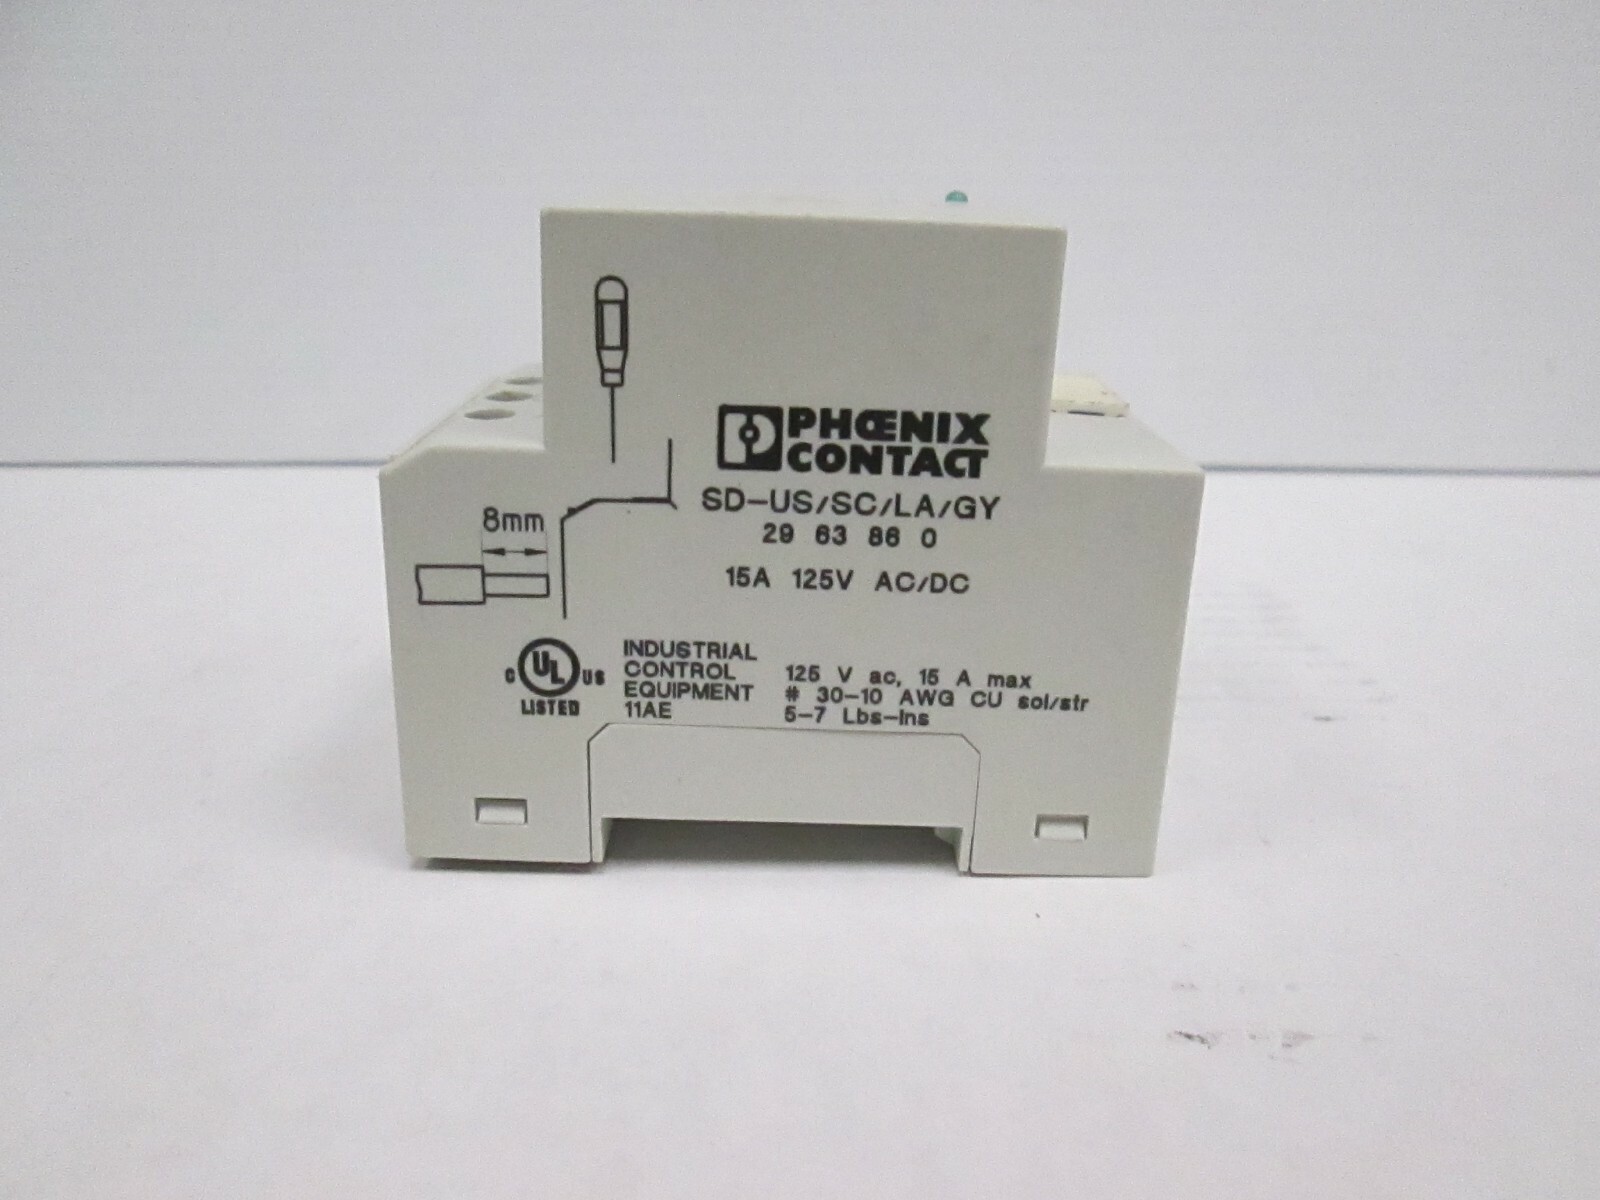 PHŒNIX
CONTACT
SD-US/SC/LA/GY
29 63 86 0
15A 125V AC/DC
8mm
C UL US
LISTED
INDUSTRIAL
CONTROL
EQUIPMENT
11AE
125 V ac, 15 A max
# 30-10 AWG CU sol/str
5-7 Lbs-Ins